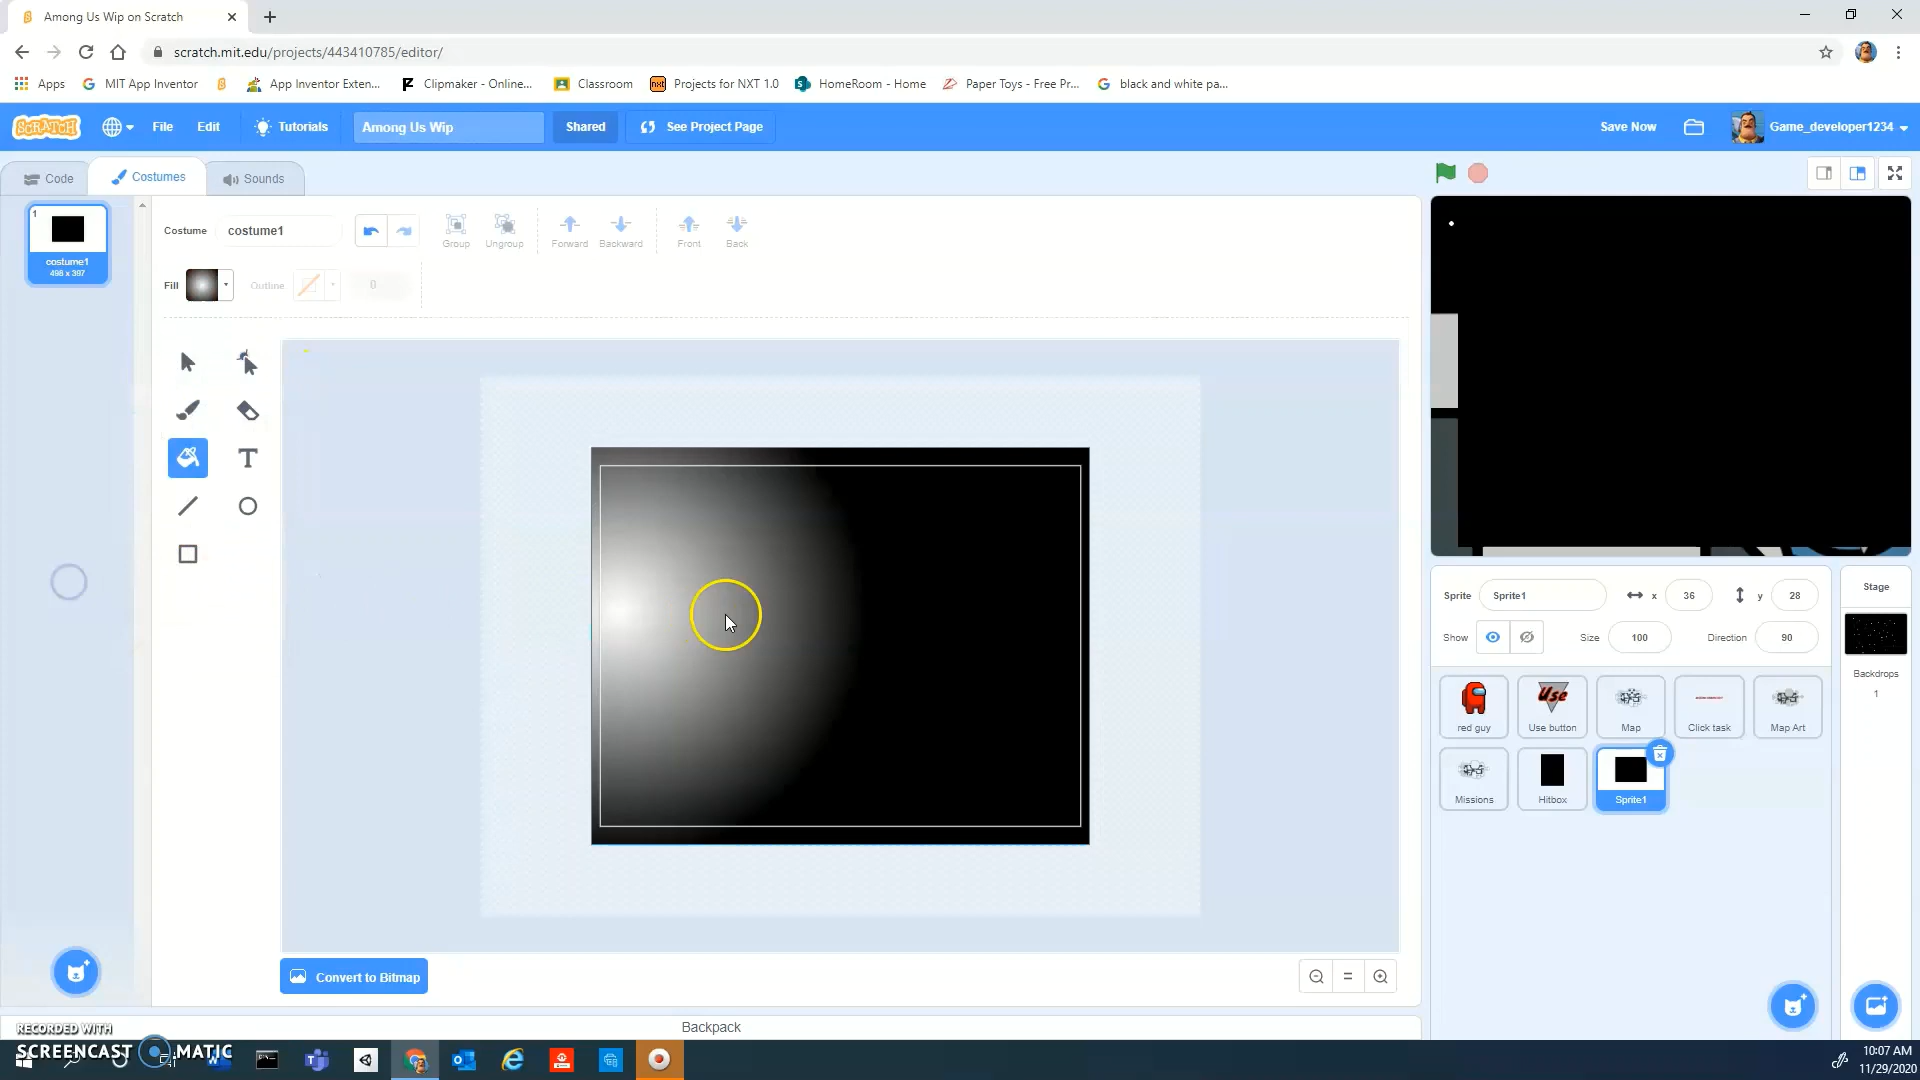 Among Us Wip on Scratch
scratch.mit.edu/projects/443410785/editor/
Apps
MIT App Inventor
App Inventor Exten...
Clipmaker - Online...
Classroom
nxt
Projects for NXT 1.0
HomeRoom - Home
Paper Toys - Free Pr...
black and white pa...
SCRATCH
File
Edit
Tutorials
Among Us Wip
Shared
See Project Page
Save Now
Game_developer1234
Code
Costumes
Sounds
1
costume1
498 x 397
Costume
costume1
Group
Ungroup
Forward
Backward
Front
Back
Fill
Outline
0
Convert to Bitmap
Backpack
Sprite
Sprite1
x
36
y
28
Show
Size
100
Direction
90
Stage
Backdrops
1
red guy
Use
Use button
Map
Click task
Map Art
Missions
Hitbox
Sprite1
RECORDED WITH
SCREENCAST MATIC
10:07 AM
11/29/2020